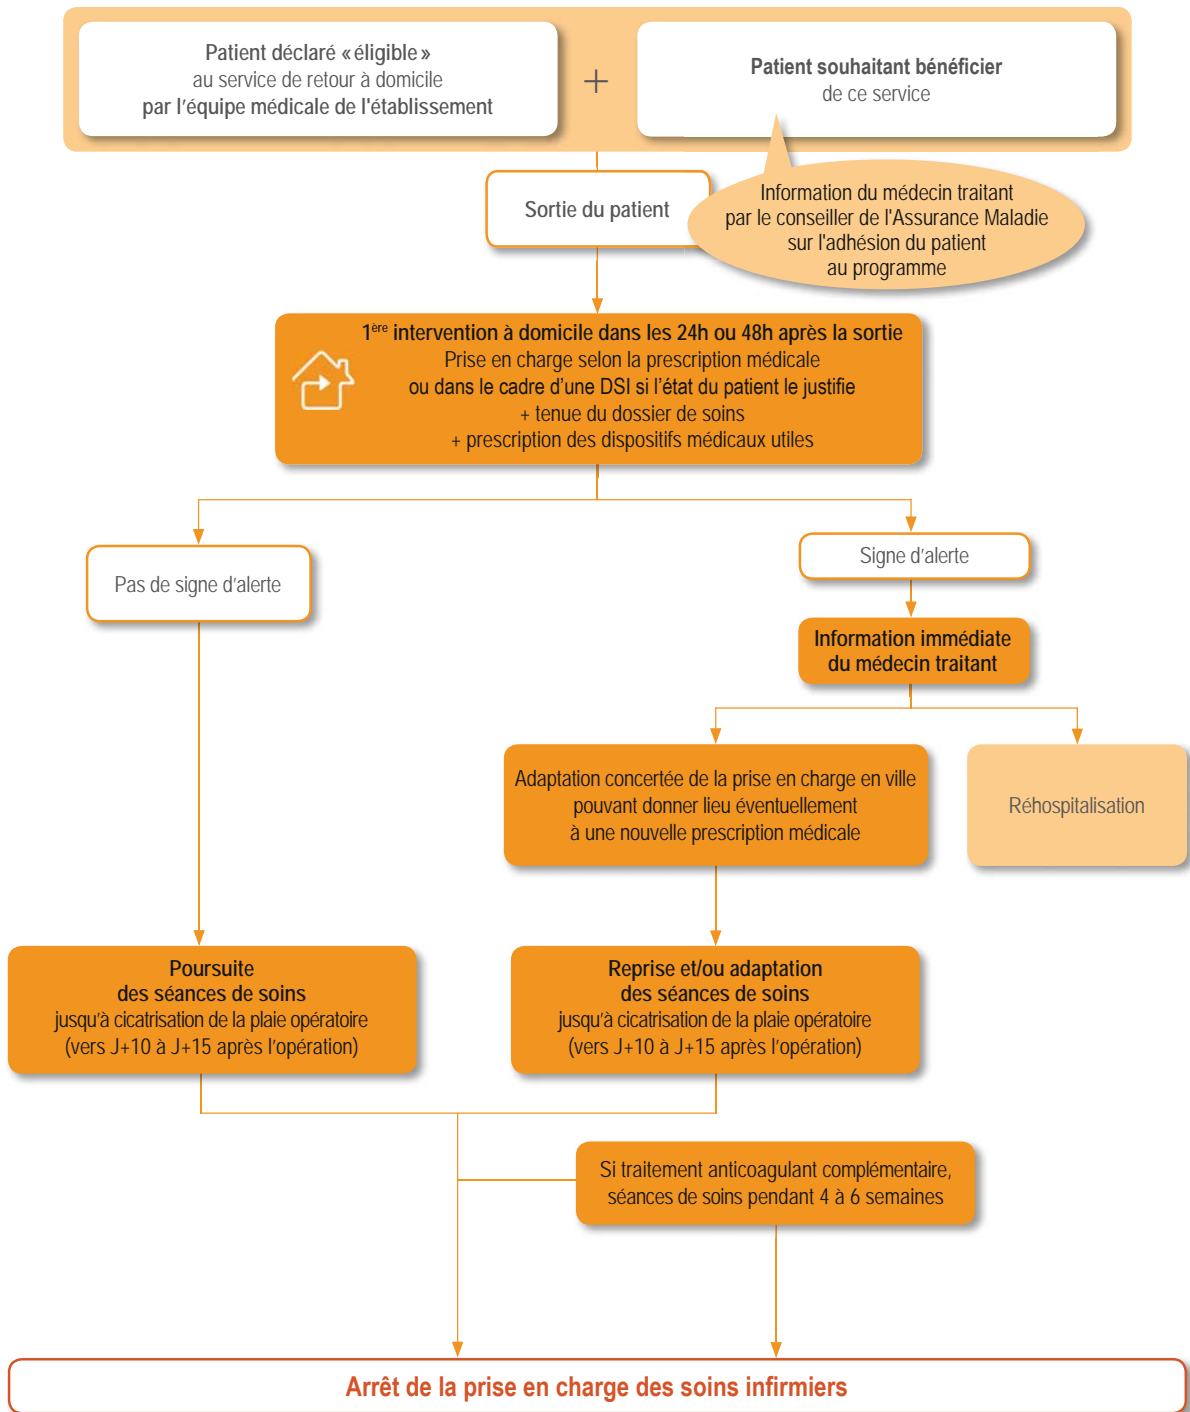 Patient déclaré « éligible »
au service de retour à domicile
par l'équipe médicale de l'établissement
+
Patient souhaitant bénéficier
de ce service
Sortie du patient
Information du médecin traitant
par le conseiller de l'Assurance Maladie
sur l'adhésion du patient
au programme
1ère intervention à domicile dans les 24h ou 48h après la sortie
Prise en charge selon la prescription médicale
ou dans le cadre d'une DSI si l'état du patient le justifie
+ tenue du dossier de soins
+ prescription des dispositifs médicaux utiles
Pas de signe d'alerte
Signe d'alerte
Information immédiate
du médecin traitant
Adaptation concertée de la prise en charge en ville
pouvant donner lieu éventuellement
à une nouvelle prescription médicale
Réhospitalisation
Poursuite
des séances de soins
jusqu'à cicatrisation de la plaie opératoire
(vers J+10 à J+15 après l'opération)
Reprise et/ou adaptation
des séances de soins
jusqu'à cicatrisation de la plaie opératoire
(vers J+10 à J+15 après l'opération)
Si traitement anticoagulant complémentaire,
séances de soins pendant 4 à 6 semaines
Arrêt de la prise en charge des soins infirmiers